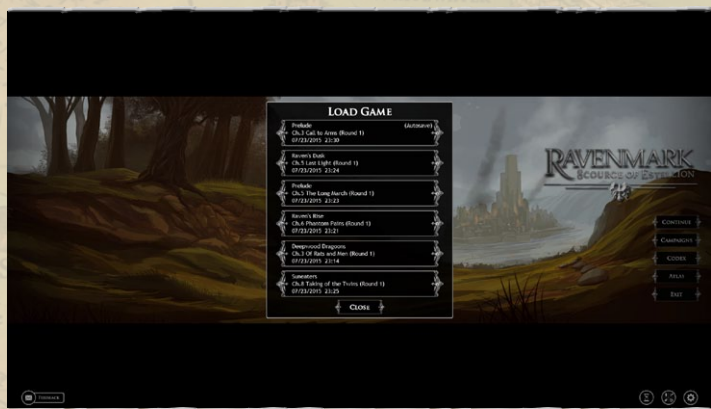 LOAD GAME
Prelude (Autosave)
Ch.3 Call to Arms (Round 1)
07/23/2015 23:30
Raven's Dusk
Ch.5 Last Light (Round 1)
07/23/2015 23:24
Prelude
Ch.5 The Long March (Round 1)
07/23/2015 23:23
Raven's Rise
Ch.6 Phantom Pains (Round 1)
07/23/2015 23:21
Deepwood Dragoons
Ch.3 Of Rats and Men (Round 1)
07/23/2015 23:14
Suneaters
Ch.8 Taking of the Twins (Round 1)
07/23/2015 23:25
CLOSE
RAVENMARK
SCOURGE OF ESTELLION
CONTINUE
CAMPAIGNS
CODEX
ATLAS
EXIT
FEEDBACK